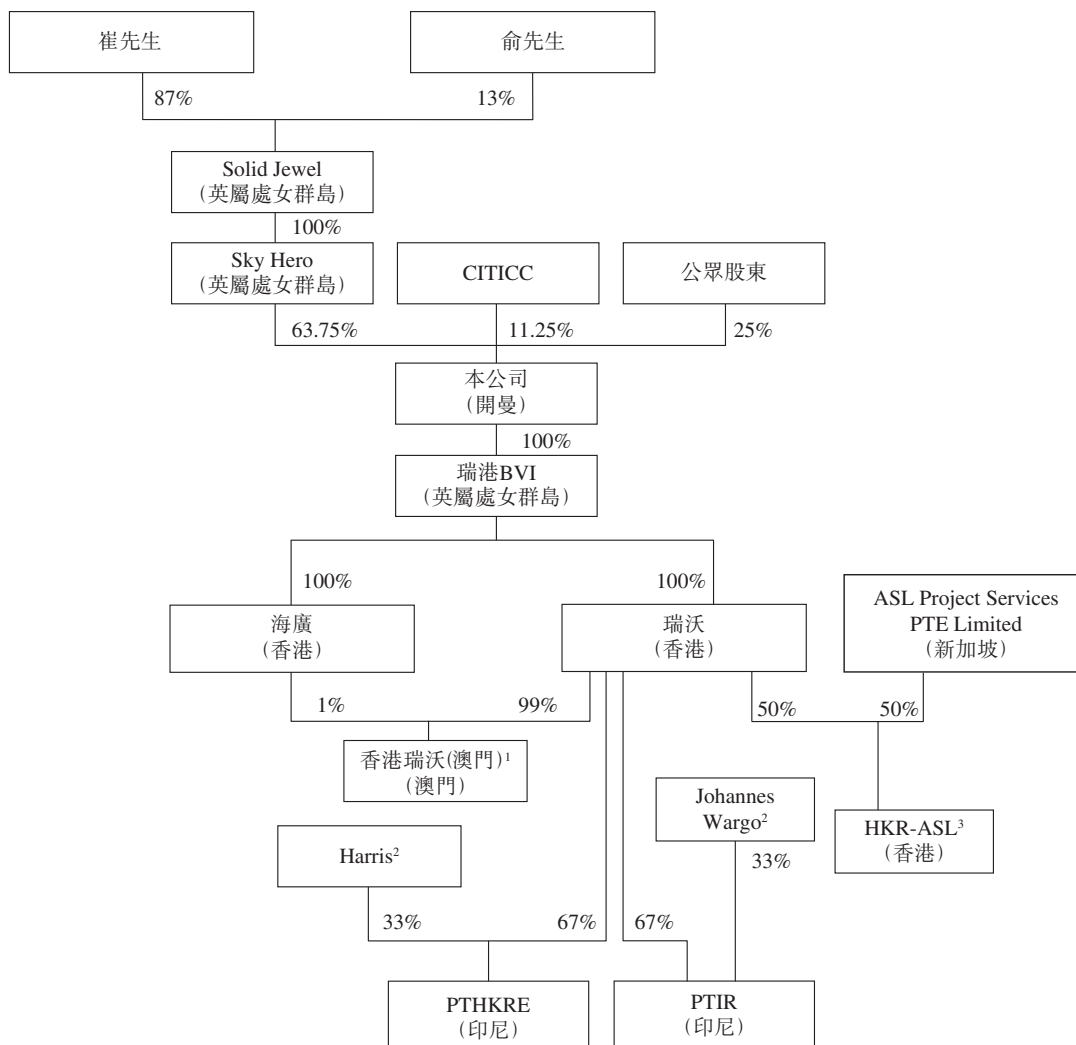 崔先生
俞先生
87%
13%
Solid Jewel
(英屬處女群島)
100%
Sky Hero
(英屬處女群島)
CITICC
公眾股東
63.75%
11.25%
25%
本公司
(開曼)
100%
瑞港BVI
(英屬處女群島)
100%
100%
海廣
(香港)
瑞沃
(香港)
ASL Project Services
PTE Limited
(新加坡)
1%
99%
50%
50%
香港瑞沃(澳門)¹
(澳門)
Johannes
Wargo²
HKR-ASL³
(香港)
Harris²
33%
33%
67%
67%
PTHKRE
(印尼)
PTIR
(印尼)